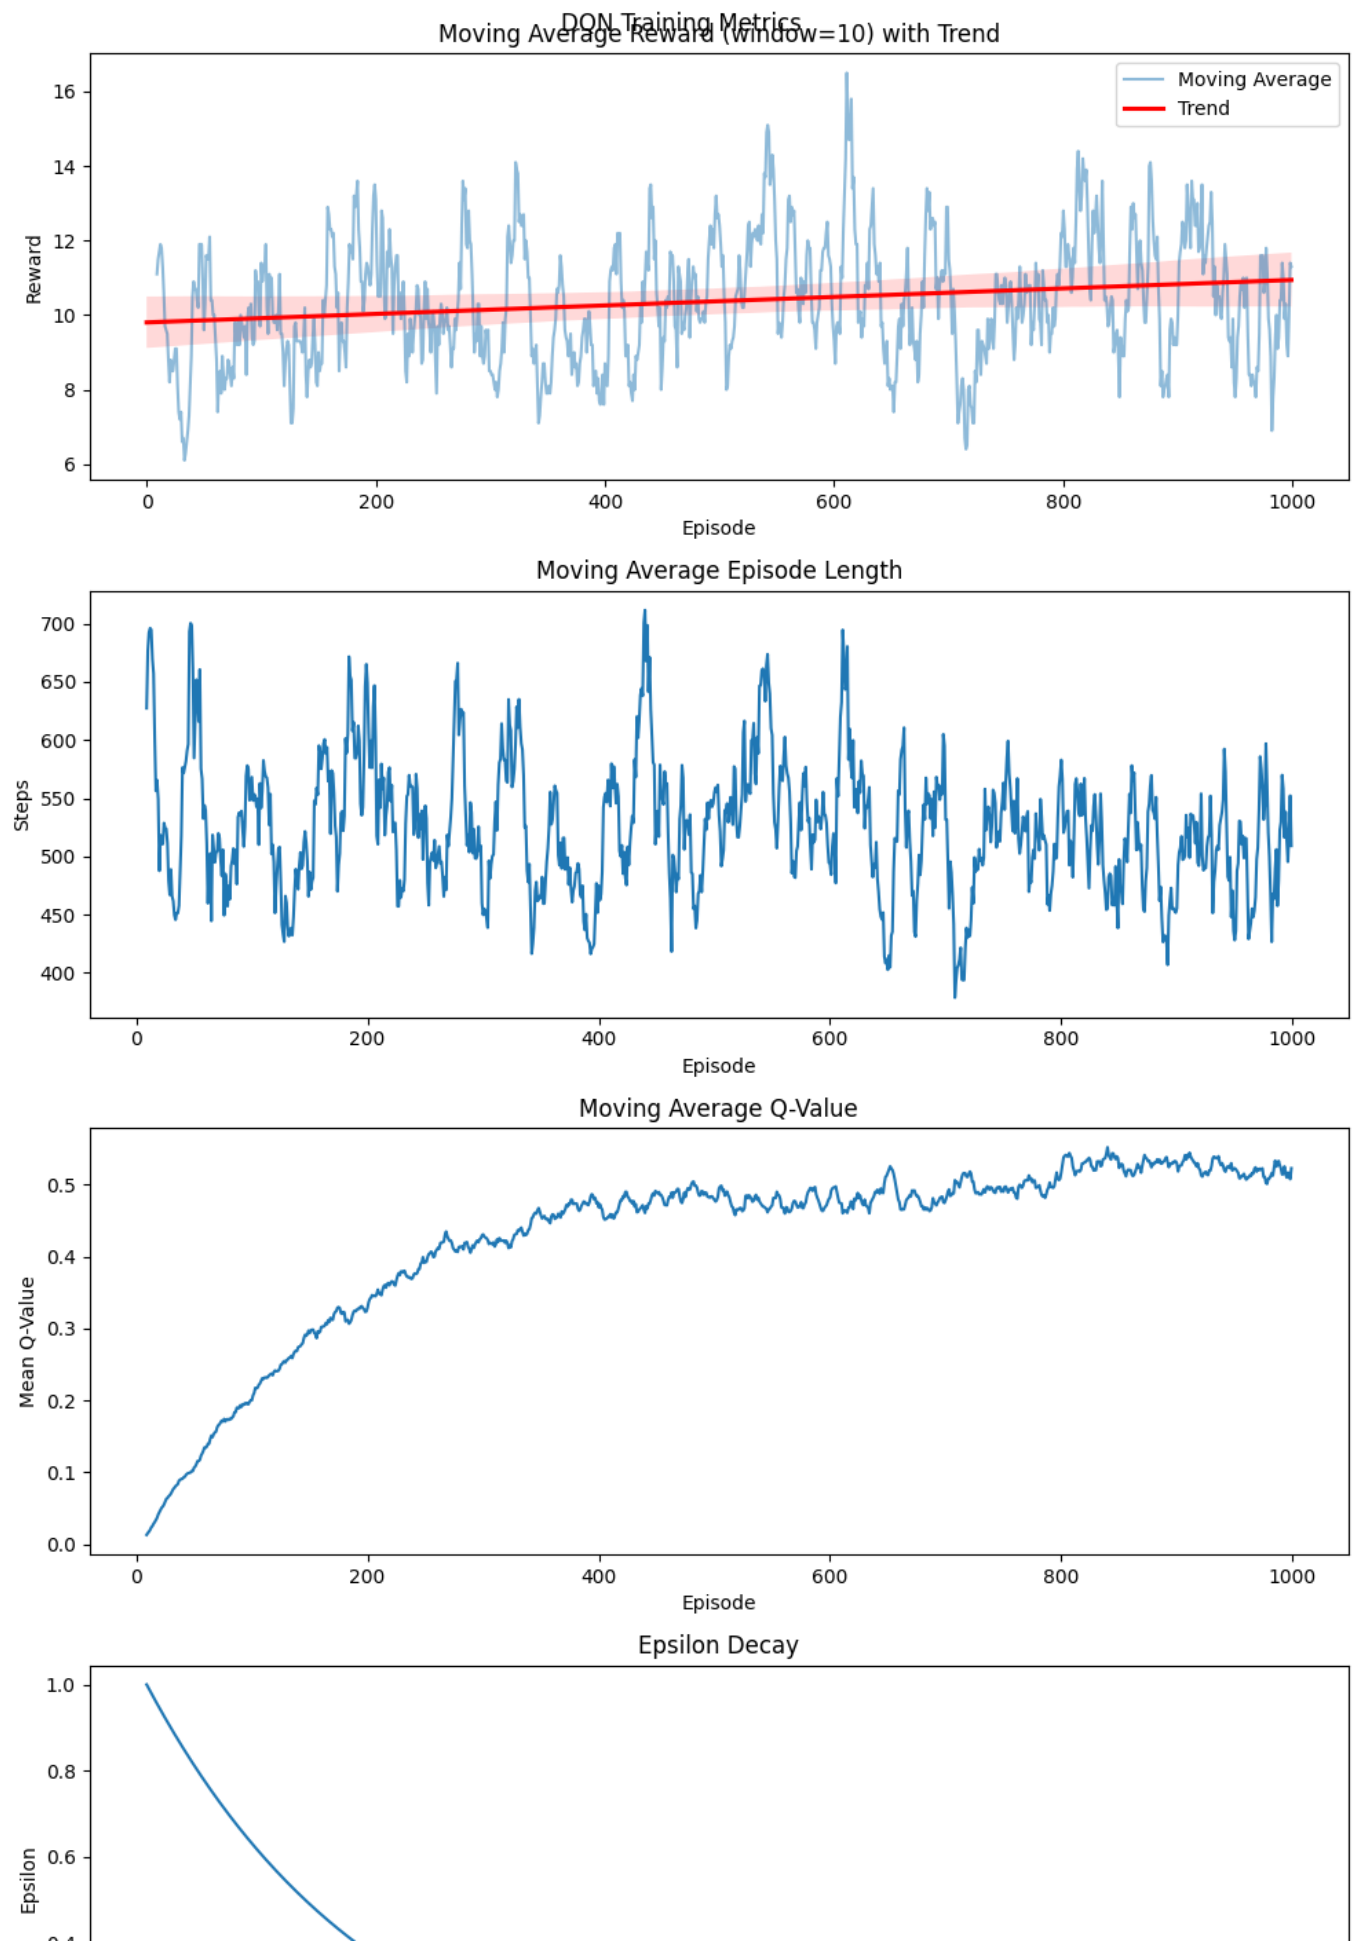 DQN Training Metrics
Moving Average Reward (window=10) with Trend
16
14
12
10
8
6
Reward
Moving Average
Trend
0 200 400 600 800 1000
Episode
Moving Average Episode Length
700
650
600
550
500
450
400
Steps
0 200 400 600 800 1000
Episode
Moving Average Q-Value
0.5
0.4
0.3
0.2
0.1
0.0
Mean Q-Value
0 200 400 600 800 1000
Episode
Epsilon Decay
1.0
0.8
0.6
0.4
Epsilon